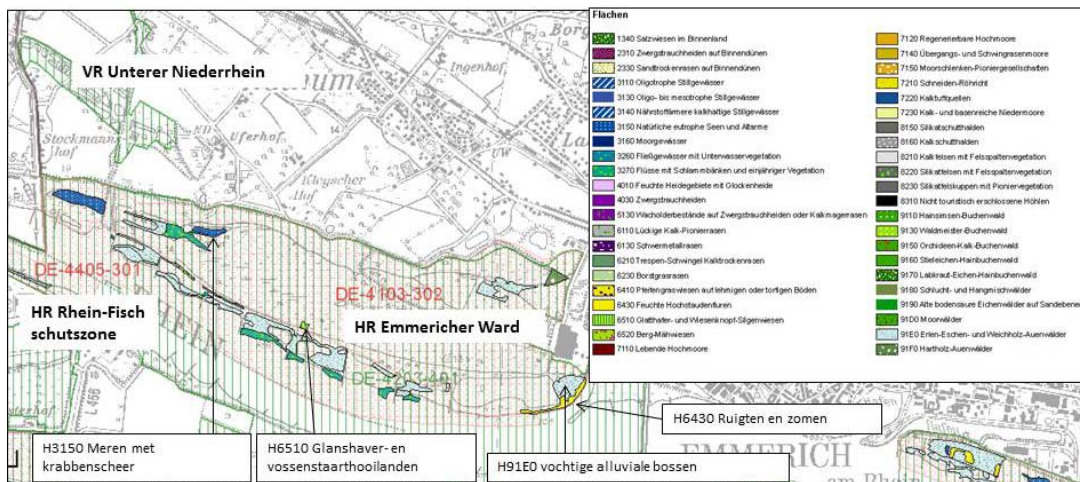 Flächen
1340 Salzwiesen im Binnenland
2310 Zwergstrauchheiden auf Binnendünen
2330 Sandtrockenrasen auf Binnendünen
3110 Oligotrophe Stillgewässer
3130 Oligo- bis mesotrophe Stillgewässer
3140 Nährstoffärmere kalkhaltige Stillgewässer
3150 Natürliche eutrophe Seen und Altarme
3160 Moorgewässer
3260 Fließgewässer mit Unterwasservegetation
3270 Flüsse mit Schlammbänken und einjähriger Vegetation
4010 Feuchte Heidegebiete mit Glockenheide
4030 Zwergstrauchheiden
5130 Wacholderbestände auf Zwergstrauchheiden oder Kalkmagerrasen
6110 Lückige Kalk-Pionierrasen
6130 Schwermetallrasen
6210 Trespen-Schwingel Kalktrockenrasen
6230 Borstgrasrasen
6410 Pfeifengraswiesen auf lehmigen oder torfigen Böden
6430 Feuchte Hochstaudenfluren
6510 Glatthafer- und Wiesenknopf-Silgenwiesen
6520 Berg-Mähwiesen
7110 Lebende Hochmoore
7120 Regenerierbare Hochmoore
7140 Übergangs- und Schwingrasenmoore
7150 Moorschlenken-Pioniergesellschaften
7210 Schneiden-Röhricht
7220 Kalktuffquellen
7230 Kalk- und basenreiche Niedermoore
8150 Silikatschutthalden
8160 Kalkschutthalden
8210 Kalkfelsen mit Felsspaltenvegetation
8220 Silikatfelsen mit Felsspaltenvegetation
8230 Silikatfelskuppen mit Pioniervegetation
8310 Nicht touristisch erschlossene Höhlen
9110 Hainsimsen-Buchenwald
9130 Waldmeister-Buchenwald
9150 Orchideen-Kalk-Buchenwald
9160 Stieleichen-Hainbuchenwald
9170 Labkraut-Eichen-Hainbuchenwald
9180 Schlucht- und Hangmischwälder
9190 Alte bodensaure Eichenwälder auf Sandebenen
91D0 Moorwälder
91E0 Erlen-Eschen- und Weichholz-Auenwälder
91F0 Hartholz-Auenwälder
VR Unterer Niederrhein
Ingenhof
Uferhof
ND
UW
Stockmanns-
hof
Kleyscher
Hof
DE-4405-301
DE-4103-302
HR Rhein-Fisch
schutszone
HR Emmericher Ward
L 466
H3150 Meren met
krabbenscheer
H6510 Glanshaver- en
vossenstaarthooilanden
H91E0 vochtige alluviale bossen
H6430 Ruigten en zomen
EMMERICH
am Rhein